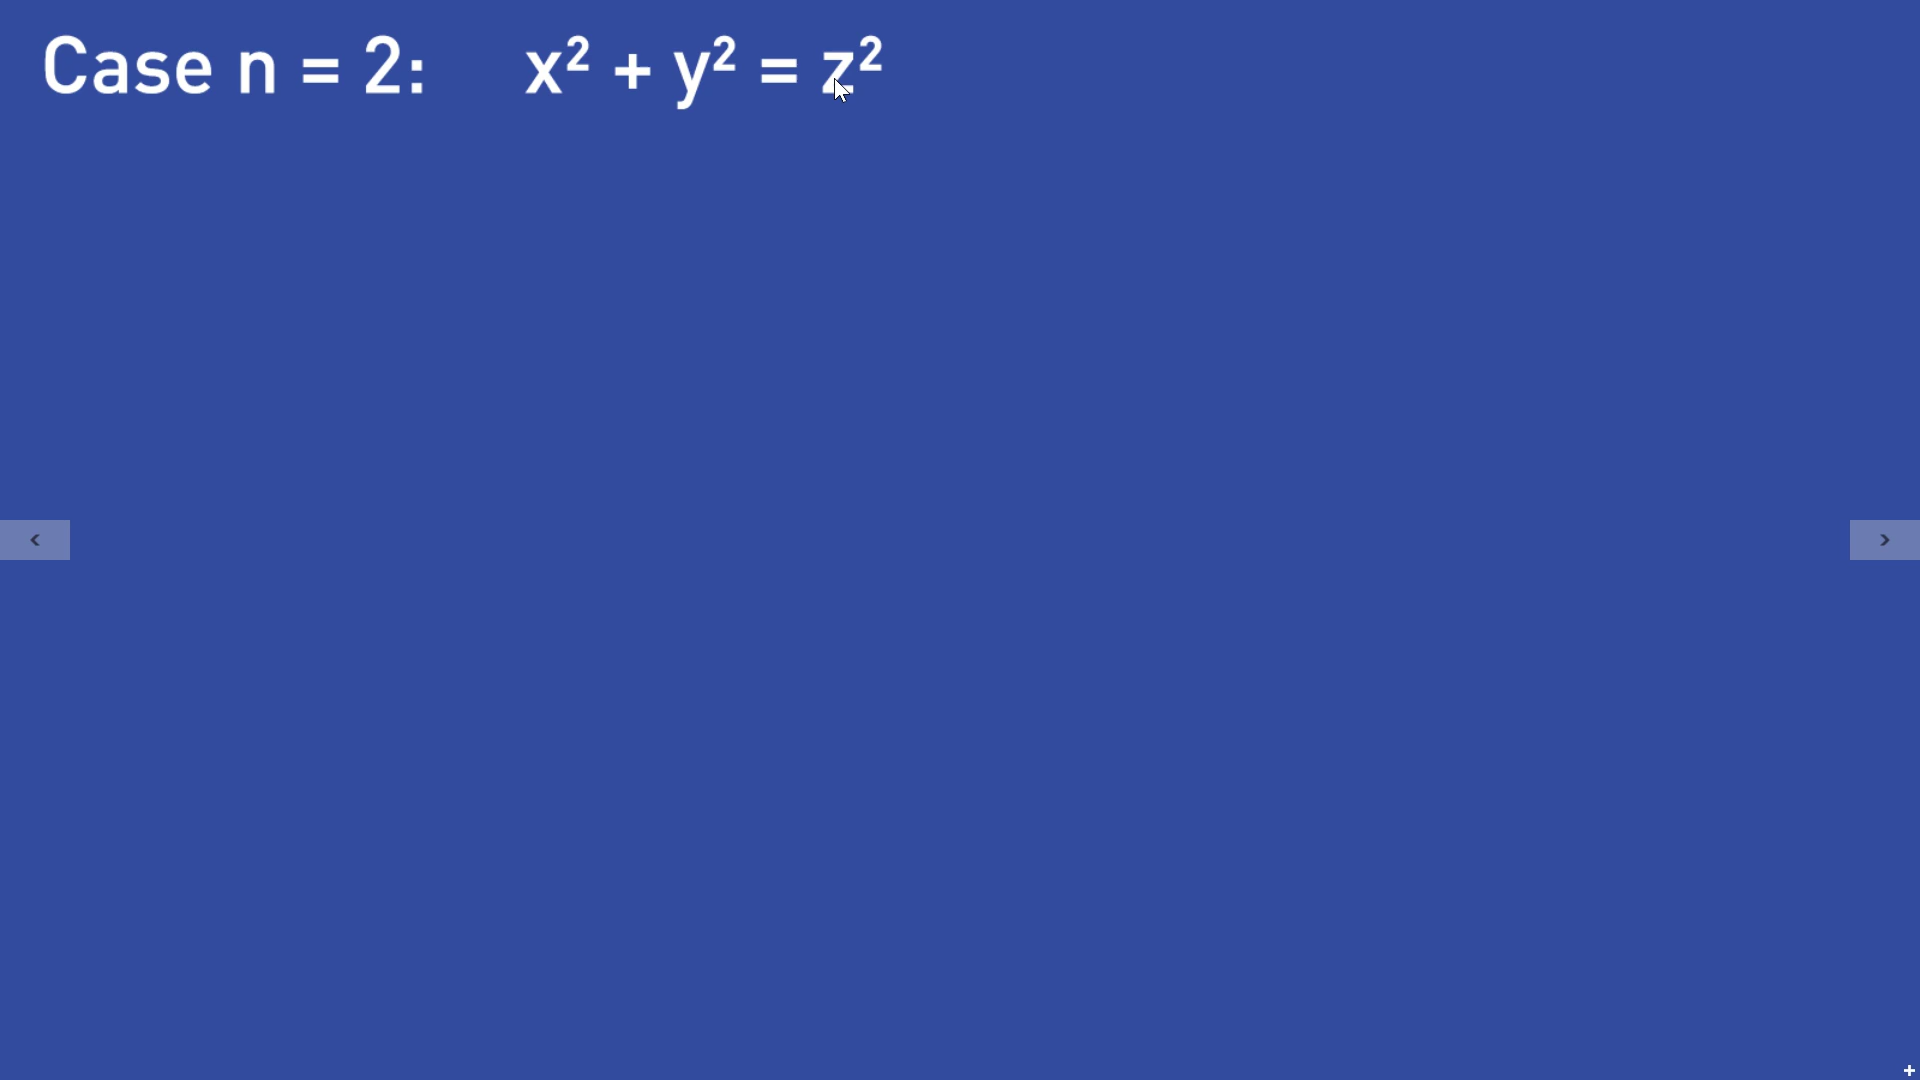 Case n = 2: x² + y² = z²
<
>
+